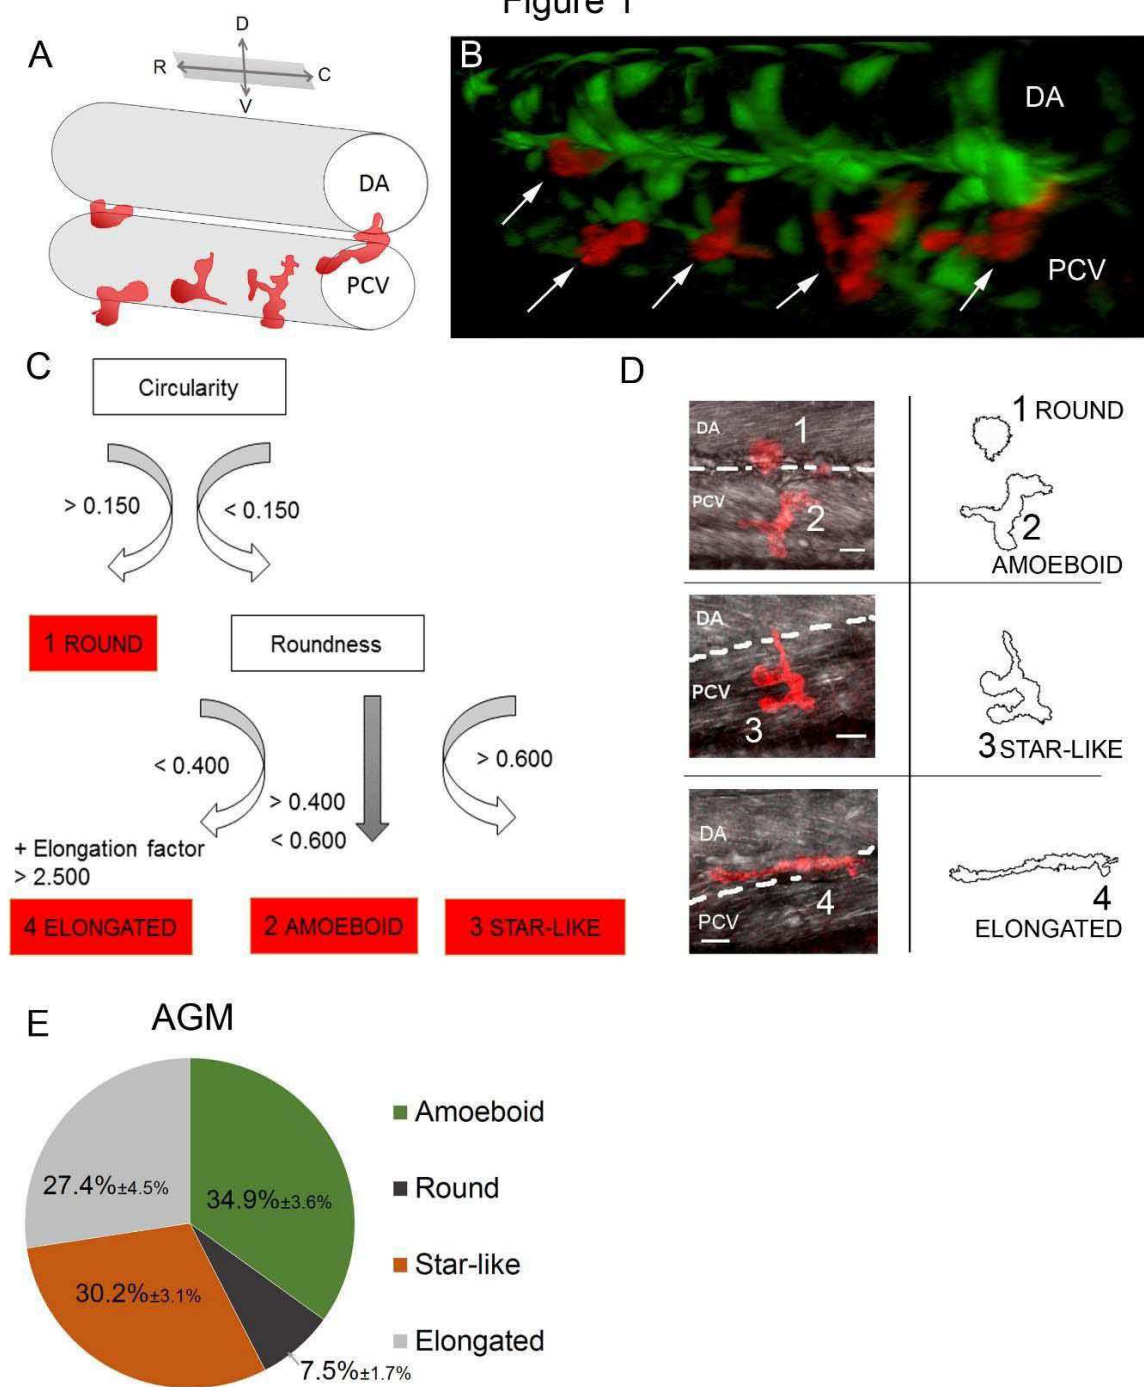 Figure 1
A
D
R
C
V
DA
PCV
B
DA
PCV
C
Circularity
> 0.150
< 0.150
1 ROUND
Roundness
< 0.400
> 0.400
< 0.600
> 0.600
+ Elongation factor
> 2.500
4 ELONGATED
2 AMOEBOID
3 STAR-LIKE
D
DA
1
PCV
2
1 ROUND
2
AMOEBOID
DA
PCV
3
3 STAR-LIKE
DA
4
PCV
4
ELONGATED
E
AGM
27.4%±4.5%
34.9%±3.6%
30.2%±3.1%
7.5%±1.7%
Amoeboid
Round
Star-like
Elongated